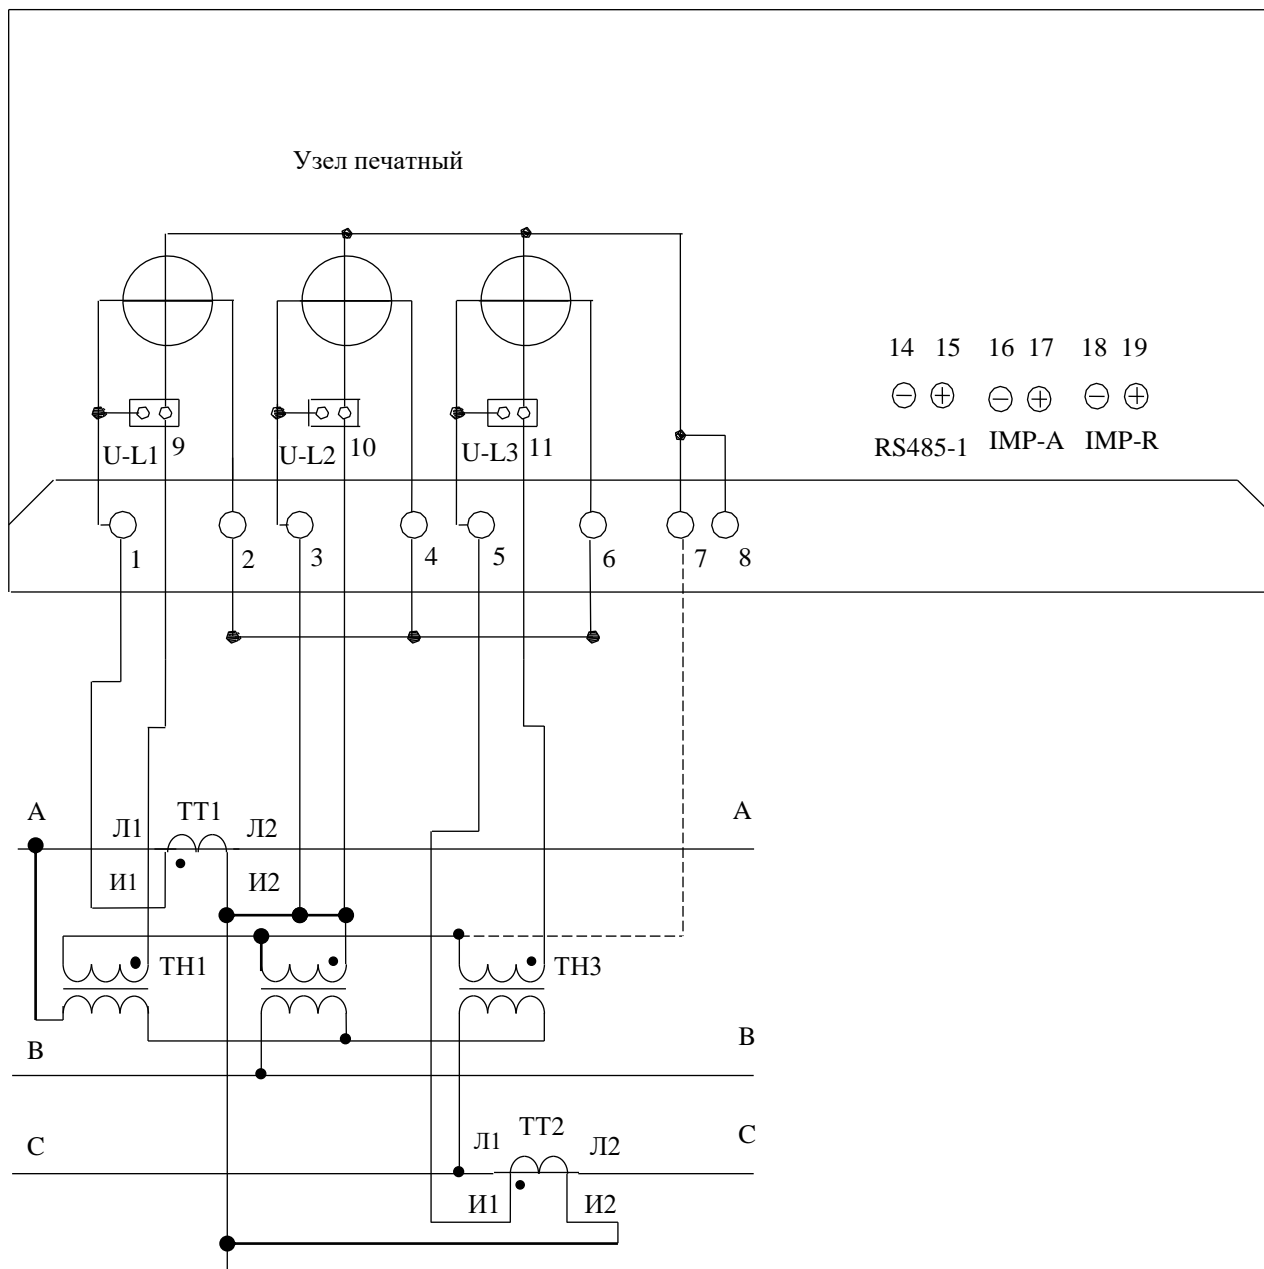 Узел печатный
14 15 16 17 18 19
RS485-1 IMP-A IMP-R
U-L1 9 U-L2 10 U-L3 11
1 2 3 4 5 6 7 8
А ТТ1 А
Л1 Л2
И1 И2
ТН1 ТН3
В В
С ТТ2 С
Л1 Л2
И1 И2